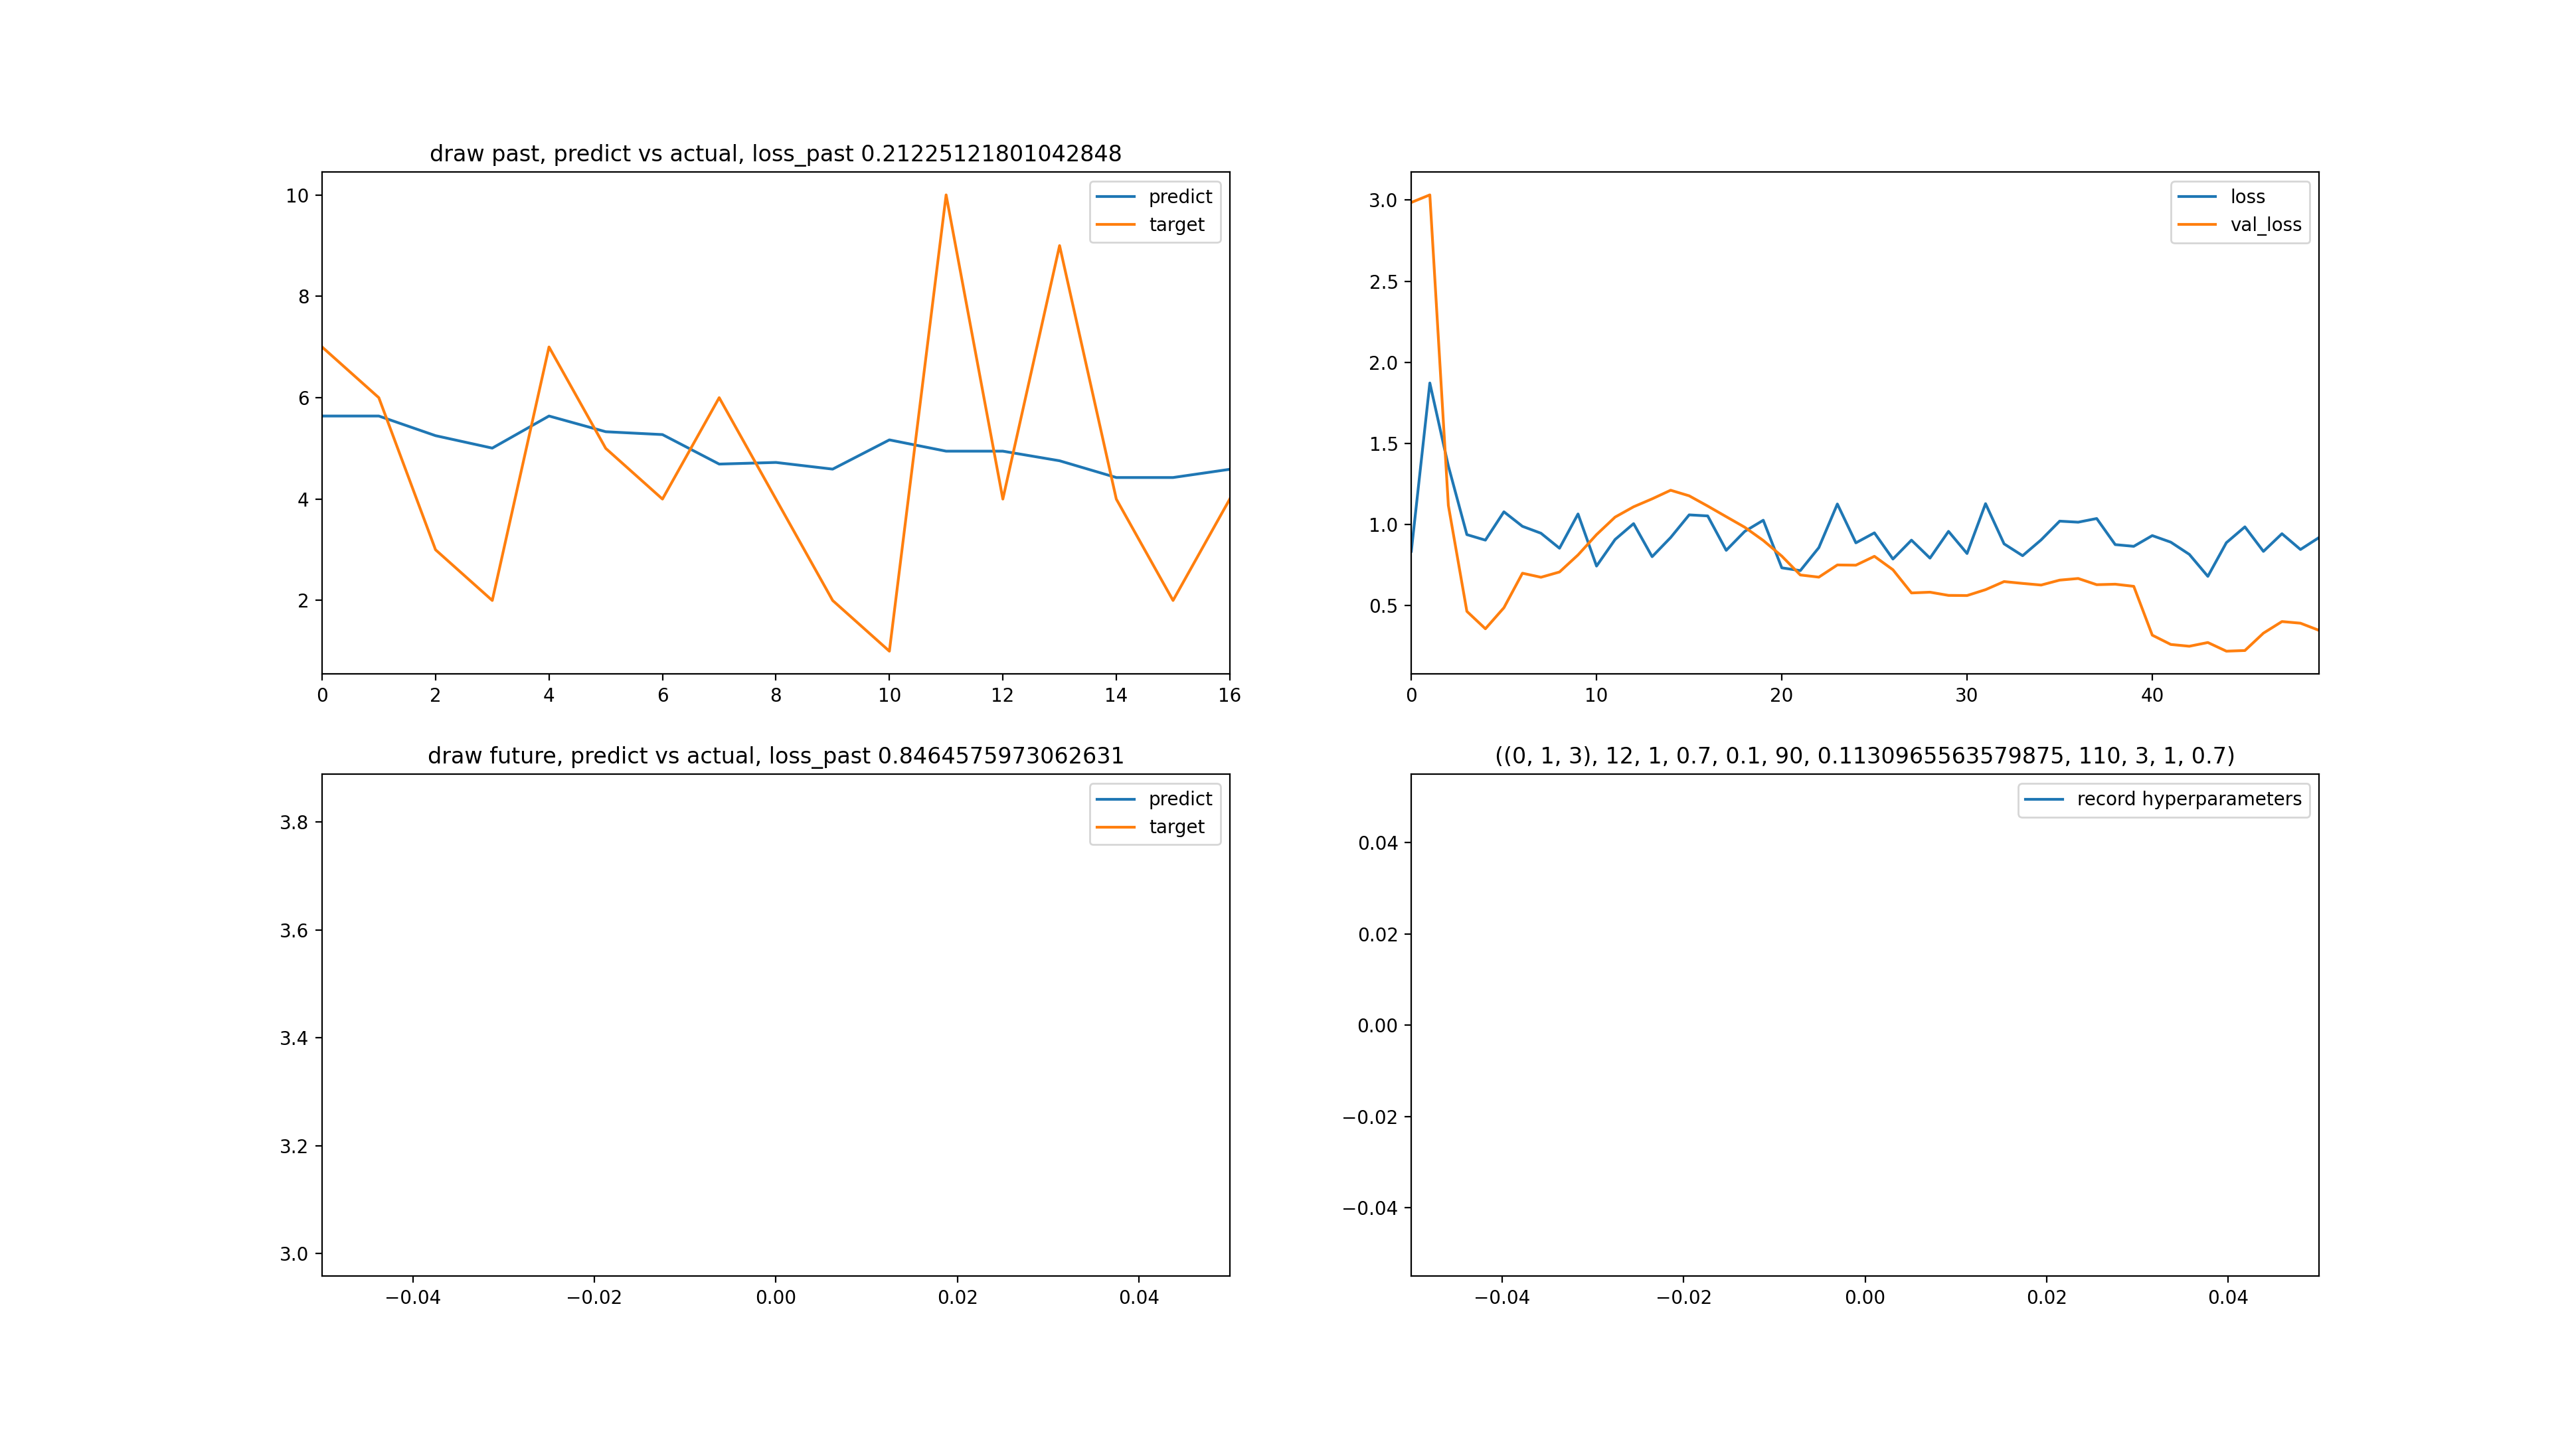 draw past, predict vs actual, loss_past 0.21225121801042848
predict
target
10
8
6
4
2
0 2 4 6 8 10 12 14 16
loss
val_loss
3.0
2.5
2.0
1.5
1.0
0.5
0 10 20 30 40
draw future, predict vs actual, loss_past 0.8464575973062631
predict
target
3.8
3.6
3.4
3.2
3.0
−0.04 −0.02 0.00 0.02 0.04
((0, 1, 3), 12, 1, 0.7, 0.1, 90, 0.1130965563579875, 110, 3, 1, 0.7)
record hyperparameters
0.04
0.02
0.00
−0.02
−0.04
−0.04 −0.02 0.00 0.02 0.04